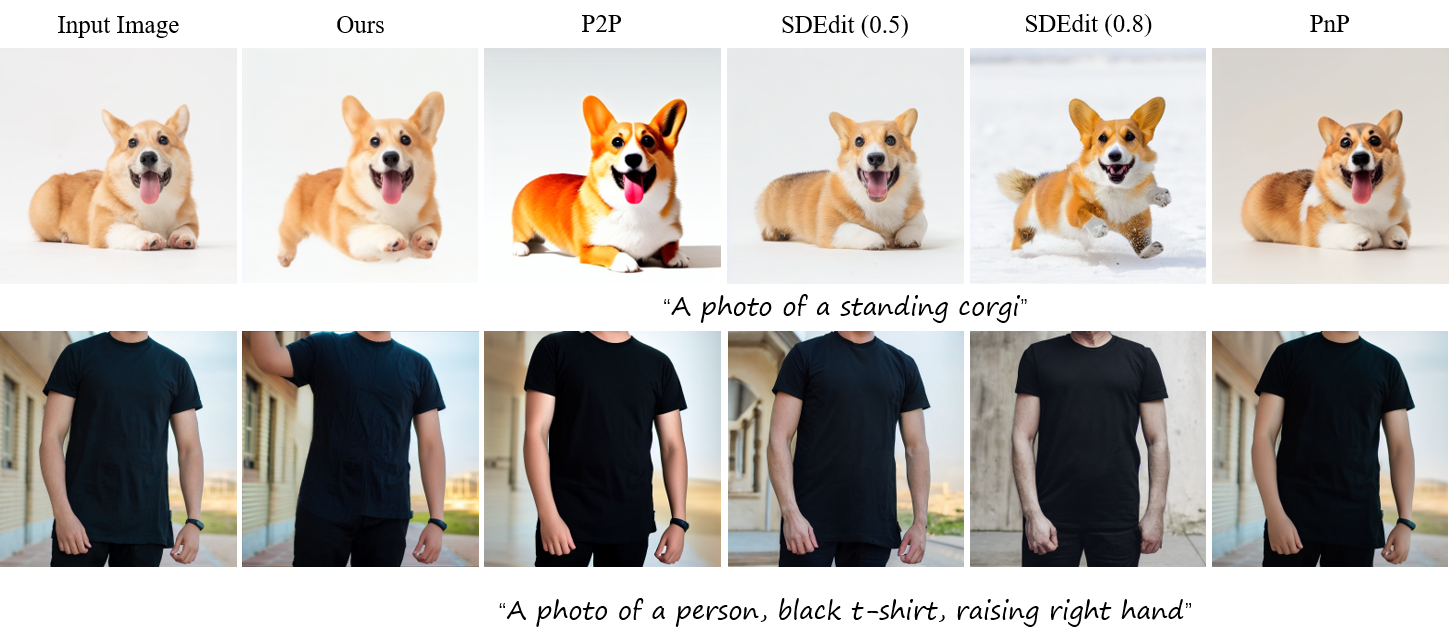 Input Image Ours P2P SDEdit (0.5) SDEdit (0.8) PnP
“A photo of a standing corgi”
“A photo of a person, black t-shirt, raising right hand”